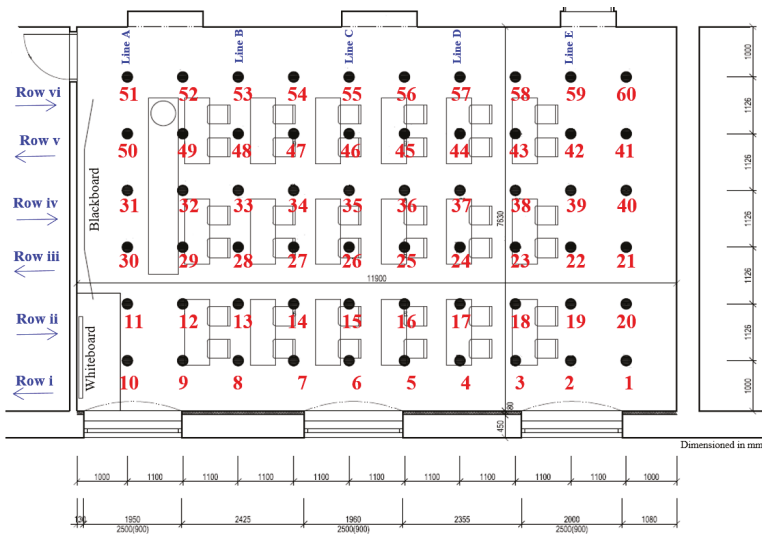 Line A Line B Line C Line D Line E
1000
Row vi
51 52 53 54 55 56 57 58 59 60
1126
Row v
50 49 48 47 46 45 44 43 42 41
1126
Blackboard
Row iv
31 32 33 34 35 36 37 38 39 40
7630
1126
Row iii
30 29 28 27 26 25 24 23 22 21
11900
1126
Row ii
11 12 13 14 15 16 17 18 19 20
1126
Whiteboard
Row i
10 9 8 7 6 5 4 3 2 1
1000
450
Dimensioned in mm
1000 1100 1100 1100 1100 1100 1100 1100 1100 1100 1000
1950 2425 1960 2355 2000 1080
2500(900) 2500(900) 2500(900)